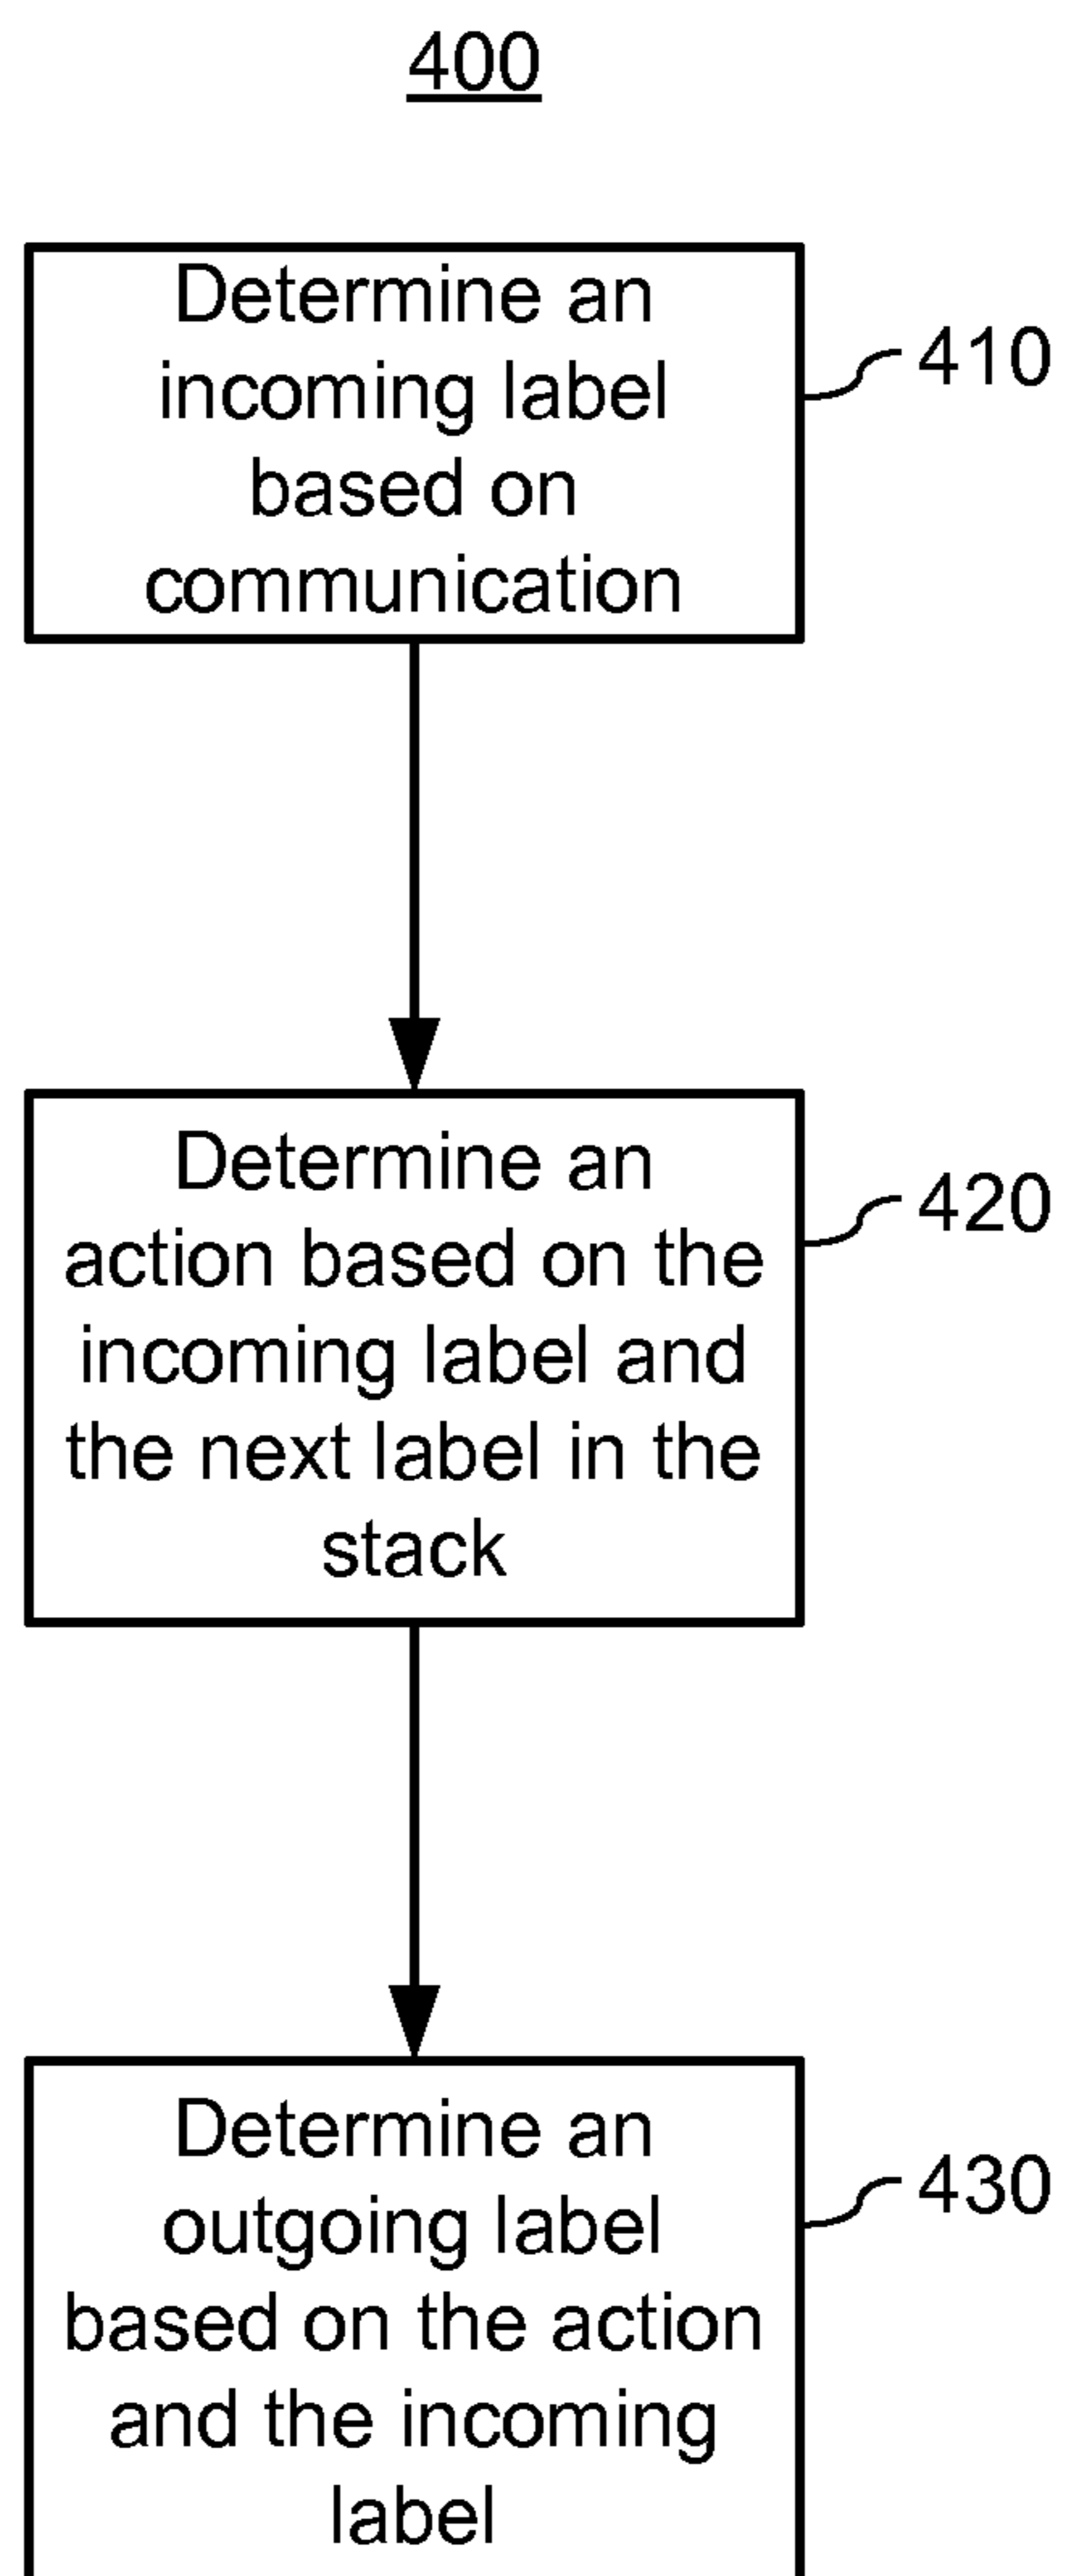 400
Determine an
incoming label
based on
communication
410
Determine an
action based on the
incoming label and
the next label in the
stack
420
Determine an
outgoing label
based on the action
and the incoming
label
430